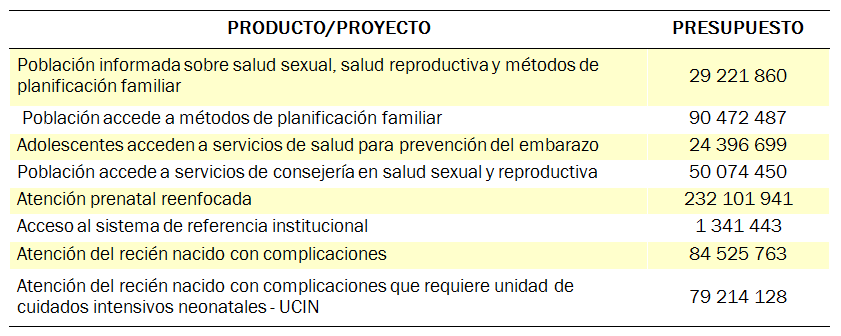 PRODUCTO/PROYECTO PRESUPUESTO
Población informada sobre salud sexual, salud reproductiva y métodos de
planificación familiar 29 221 860
Población accede a métodos de planificación familiar 90 472 487
Adolescentes acceden a servicios de salud para prevención del embarazo 24 396 699
Población accede a servicios de consejería en salud sexual y reproductiva 50 074 450
Atención prenatal reenfocada 232 101 941
Acceso al sistema de referencia institucional 1 341 443
Atención del recién nacido con complicaciones 84 525 763
Atención del recién nacido con complicaciones que requiere unidad de
cuidados intensivos neonatales - UCIN 79 214 128